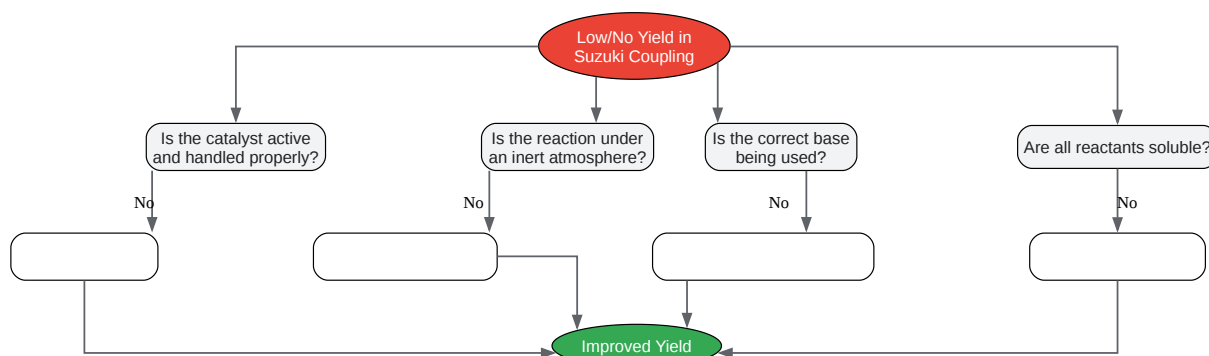 Low/No Yield in
Suzuki Coupling
Is the catalyst active
and handled properly?
Is the reaction under
an inert atmosphere?
Is the correct base
being used?
Are all reactants soluble?
No
No
No
No
Improved Yield